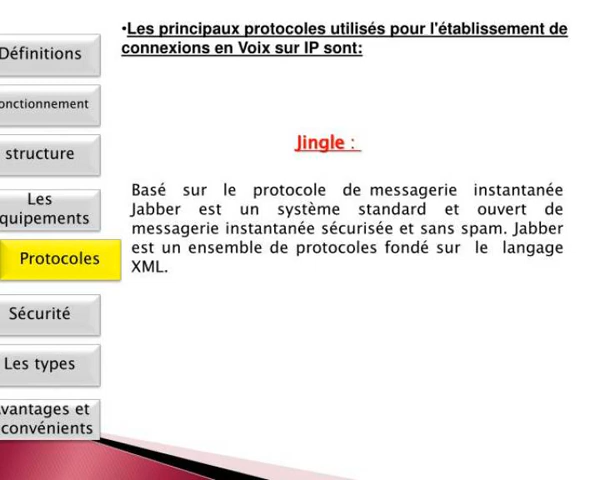 •Les principaux protocoles utilisés pour l'établissement de
connexions en Voix sur IP sont:
Définitions
onctionnement
structure
Les
quipements
Protocoles
Sécurité
Les types
vantages et
convénients
Jingle :
Basé sur le protocole de messagerie instantanée
Jabber est un système standard et ouvert de
messagerie instantanée sécurisée et sans spam. Jabber
est un ensemble de protocoles fondé sur le langage
XML.